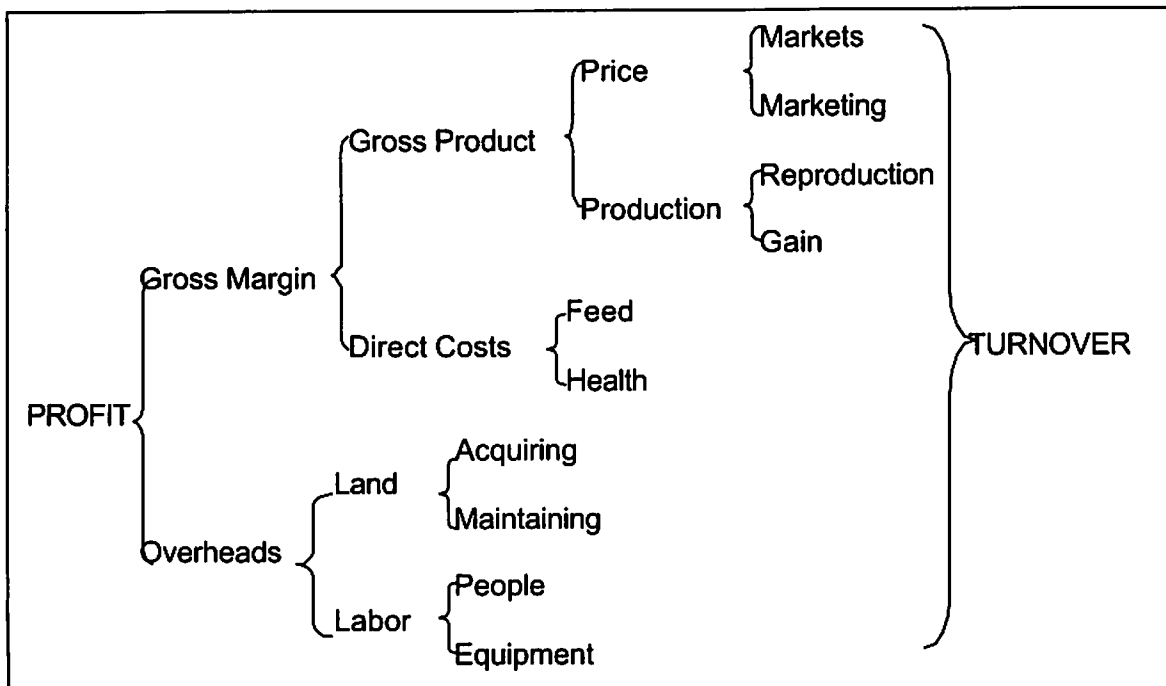 Markets
Price
Marketing
Gross Product
Reproduction
Production
Gain
Gross Margin
Feed
Direct Costs
TURNOVER
Health
PROFIT
Acquiring
Land
Maintaining
Overheads
People
Labor
Equipment